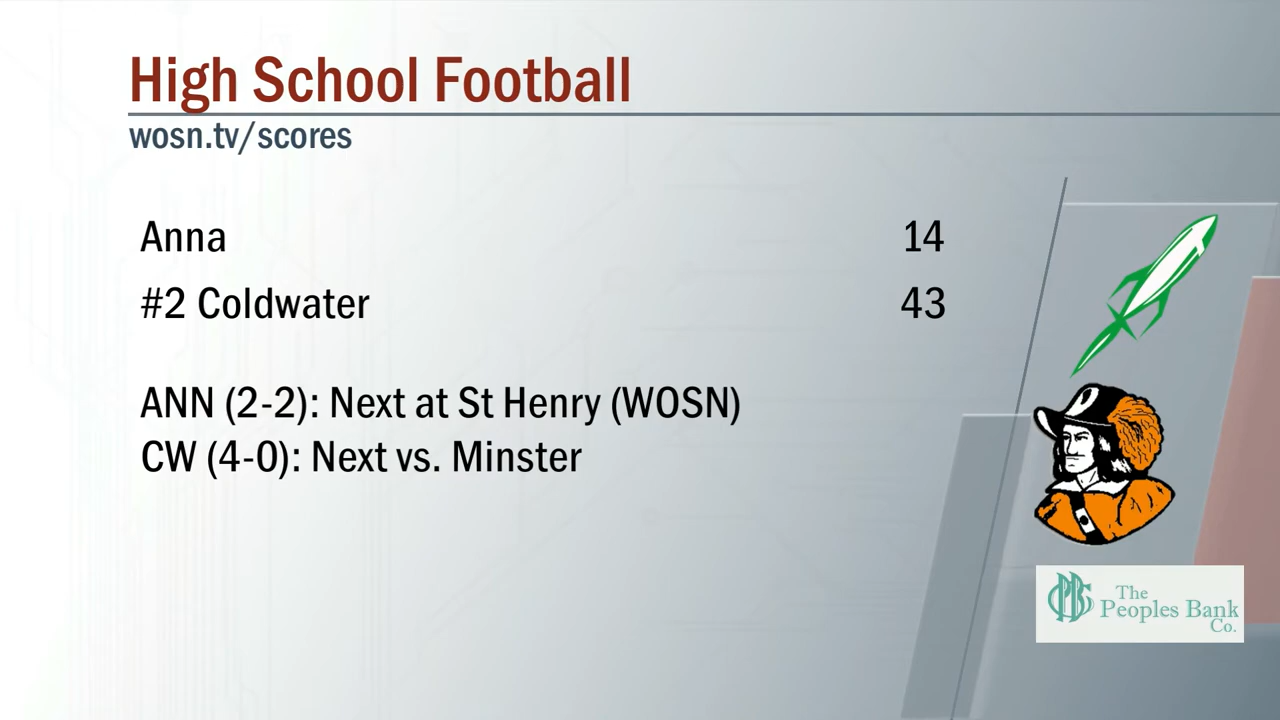 High School Football
wosn.tv/scores
Anna 14
#2 Coldwater 43
ANN (2-2): Next at St Henry (WOSN)
CW (4-0): Next vs. Minster
The
Peoples Bank
Co.